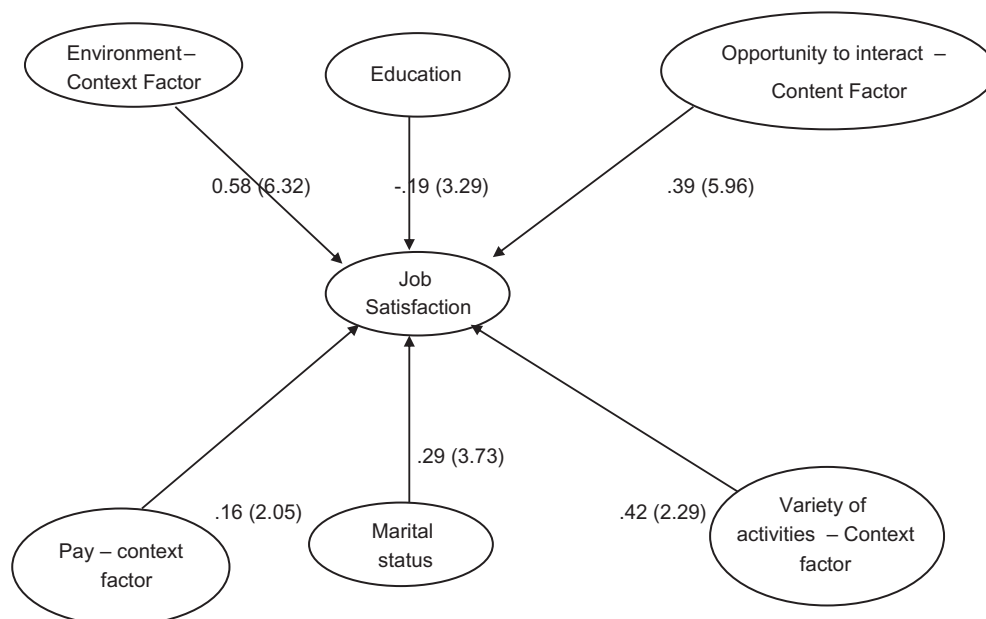 Environment–
Context Factor
Education
Opportunity to interact –
Content Factor
0.58 (6.32)
-.19 (3.29)
.39 (5.96)
Job
Satisfaction
.29 (3.73)
.16 (2.05)
.42 (2.29)
Pay – context
factor
Marital
status
Variety of
activities – Context
factor